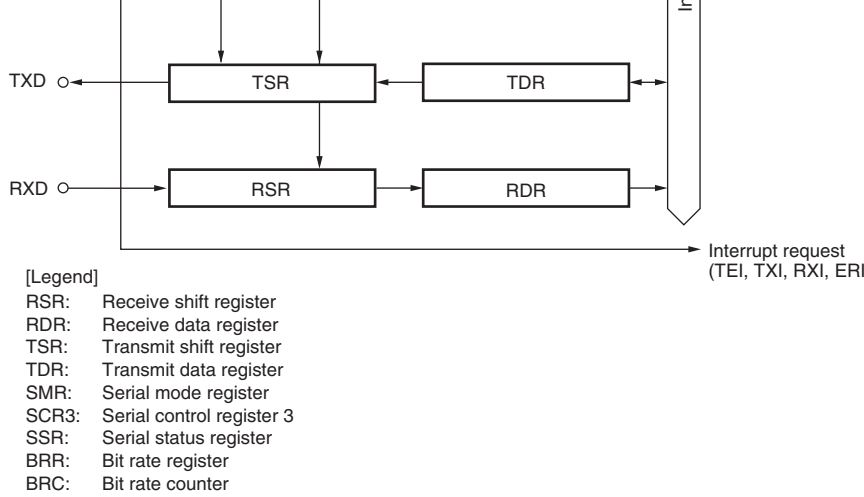 TXD
TSR
TDR
RXD
RSR
RDR
Interrupt request
(TEI, TXI, RXI, ERI
[Legend]
RSR: Receive shift register
RDR: Receive data register
TSR: Transmit shift register
TDR: Transmit data register
SMR: Serial mode register
SCR3: Serial control register 3
SSR: Serial status register
BRR: Bit rate register
BRC: Bit rate counter